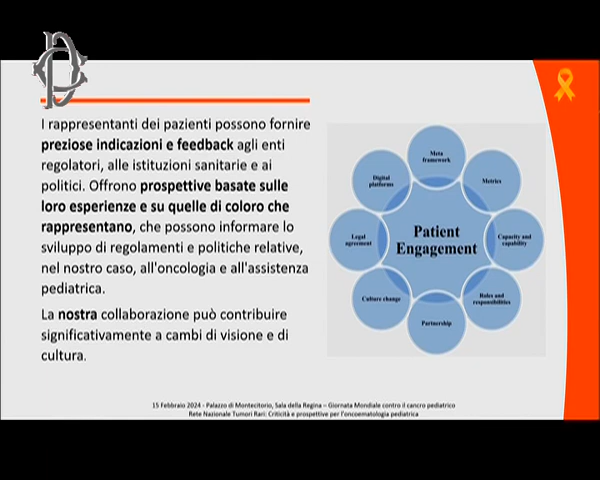 I rappresentanti dei pazienti possono fornire
preziose indicazioni e feedback agli enti
regolatori, alle istituzioni sanitarie e ai
politici. Offrono prospettive basate sulle
loro esperienze e su quelle di coloro che
rappresentano, che possono informare lo
sviluppo di regolamenti e politiche relative,
nel nostro caso, all'oncologia e all'assistenza
pediatrica.
La nostra collaborazione può contribuire
significativamente a cambi di visione e di
cultura.
Meta
framework
Digital
platforms
Metrics
Legal
agreement
Patient
Engagement
Capacity and
capability
Culture change
Roles and
responsibilities
Partnership
15 Febbraio 2024 - Palazzo di Montecitorio, Sala della Regina – Giornata Mondiale contro il cancro pediatrico
Rete Nazionale Tumori Rari: Criticità e prospettive per l'oncoematologia pediatrica